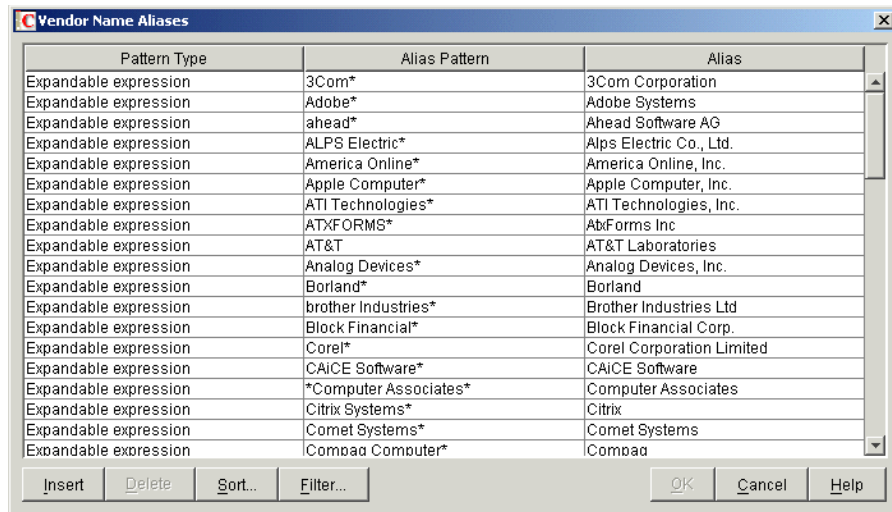 Vendor Name Aliases
Pattern Type Alias Pattern Alias
Expandable expression 3Com* 3Com Corporation
Expandable expression Adobe* Adobe Systems
Expandable expression ahead* Ahead Software AG
Expandable expression ALPS Electric* Alps Electric Co., Ltd.
Expandable expression America Online* America Online, Inc.
Expandable expression Apple Computer* Apple Computer, Inc.
Expandable expression ATI Technologies* ATI Technologies, Inc.
Expandable expression ATXFORMS* AtxForms Inc
Expandable expression AT&T AT&T Laboratories
Expandable expression Analog Devices* Analog Devices, Inc.
Expandable expression Borland* Borland
Expandable expression brother Industries* Brother Industries Ltd
Expandable expression Block Financial* Block Financial Corp.
Expandable expression Corel* Corel Corporation Limited
Expandable expression CAiCE Software* CAiCE Software
Expandable expression *Computer Associates* Computer Associates
Expandable expression Citrix Systems* Citrix
Expandable expression Comet Systems* Comet Systems
Expandable expression Compaq Computer* Compaq
Insert Delete Sort... Filter... OK Cancel Help